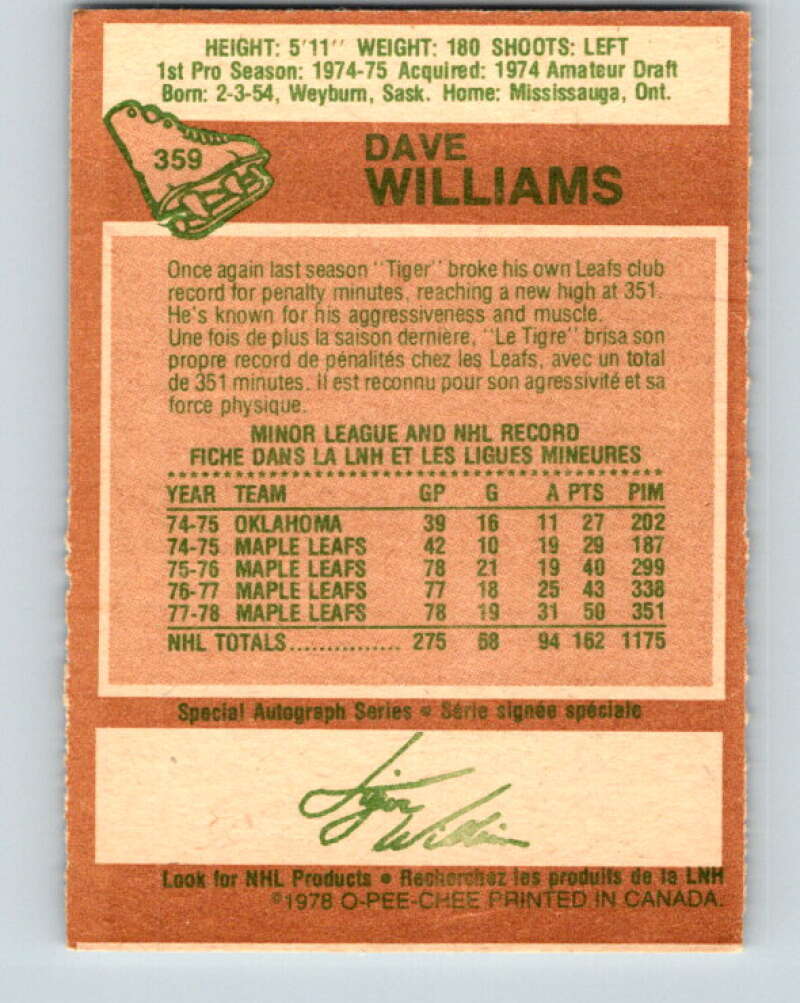 HEIGHT: 5'11" WEIGHT: 180 SHOOTS: LEFT
1st Pro Season: 1974-75 Acquired: 1974 Amateur Draft
Born: 2-3-54, Weyburn, Sask. Home: Mississauga, Ont.
359
DAVE
WILLIAMS
Once again last season "Tiger" broke his own Leafs club
record for penalty minutes, reaching a new high at 351.
He's known for his aggressiveness and muscle.
Une fois de plus la saison dernière, "Le Tigre" brisa son
propre record de pénalités chez les Leafs, avec un total
de 351 minutes. Il est reconnu pour son agressivité et sa
force physique.
MINOR LEAGUE AND NHL RECORD
FICHE DANS LA LNH ET LES LIGUES MINEURES
YEAR TEAM GP G A PTS PIM
74-75 OKLAHOMA 39 16 11 27 202
74-75 MAPLE LEAFS 42 10 19 29 187
75-76 MAPLE LEAFS 78 21 19 40 299
76-77 MAPLE LEAFS 77 18 25 43 338
77-78 MAPLE LEAFS 78 19 31 50 351
NHL TOTALS............... 275 68 94 162 1175
Special Autograph Series • Série signée spéciale
Tiger
Williams
Look for NHL Products • Recherchez les produits de la LNH
©1978 O-PEE-CHEE PRINTED IN CANADA.